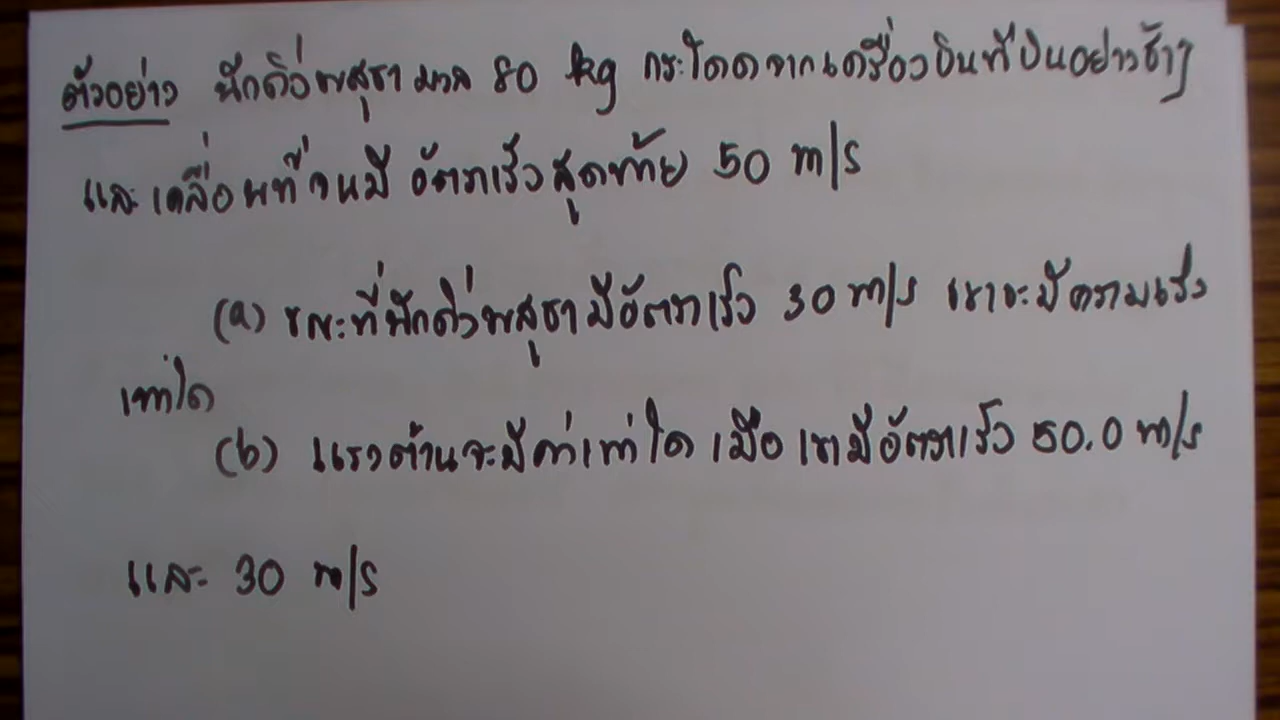 ตัวอย่าง นักดิ่งพสุธา มวล 80 kg กระโดดจากเครื่องบินที่บินอย่างช้าๆ
และเคลื่อนที่จนมี อัตราเร็วสุดท้าย 50 m/s
(a) ขณะที่นักดิ่งพสุธามีอัตราเร็ว 30 m/s เขาจะมีความเร็ว
เท่าใด
(b) แรงต้านจะมีค่าเท่าใด เมื่อ เขามีอัตราเร็ว 50.0 m/s
และ 30 m/s